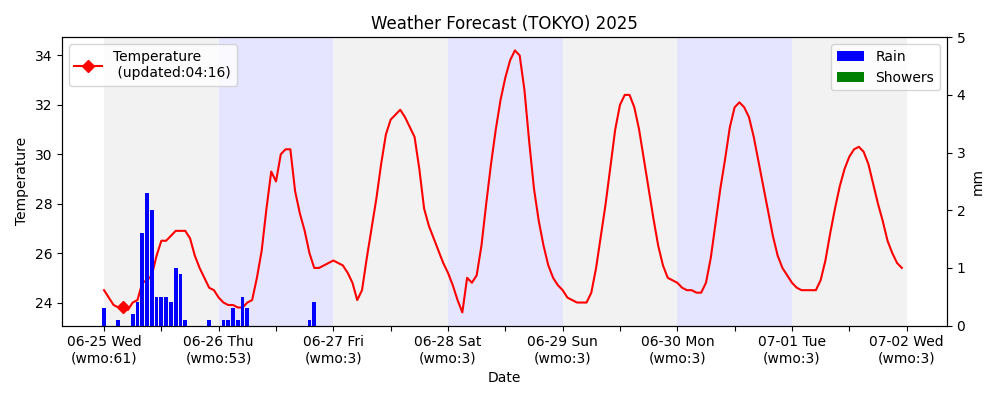 Weather Forecast (TOKYO) 2025
Temperature
(updated:04:16)
Rain
Showers
34
32
30
28
26
24
Temperature
5
4
3
2
1
0
mm
06-25 Wed
(wmo:61)
06-26 Thu
(wmo:53)
06-27 Fri
(wmo:3)
06-28 Sat
(wmo:3)
06-29 Sun
(wmo:3)
06-30 Mon
(wmo:3)
07-01 Tue
(wmo:3)
07-02 Wed
(wmo:3)
Date